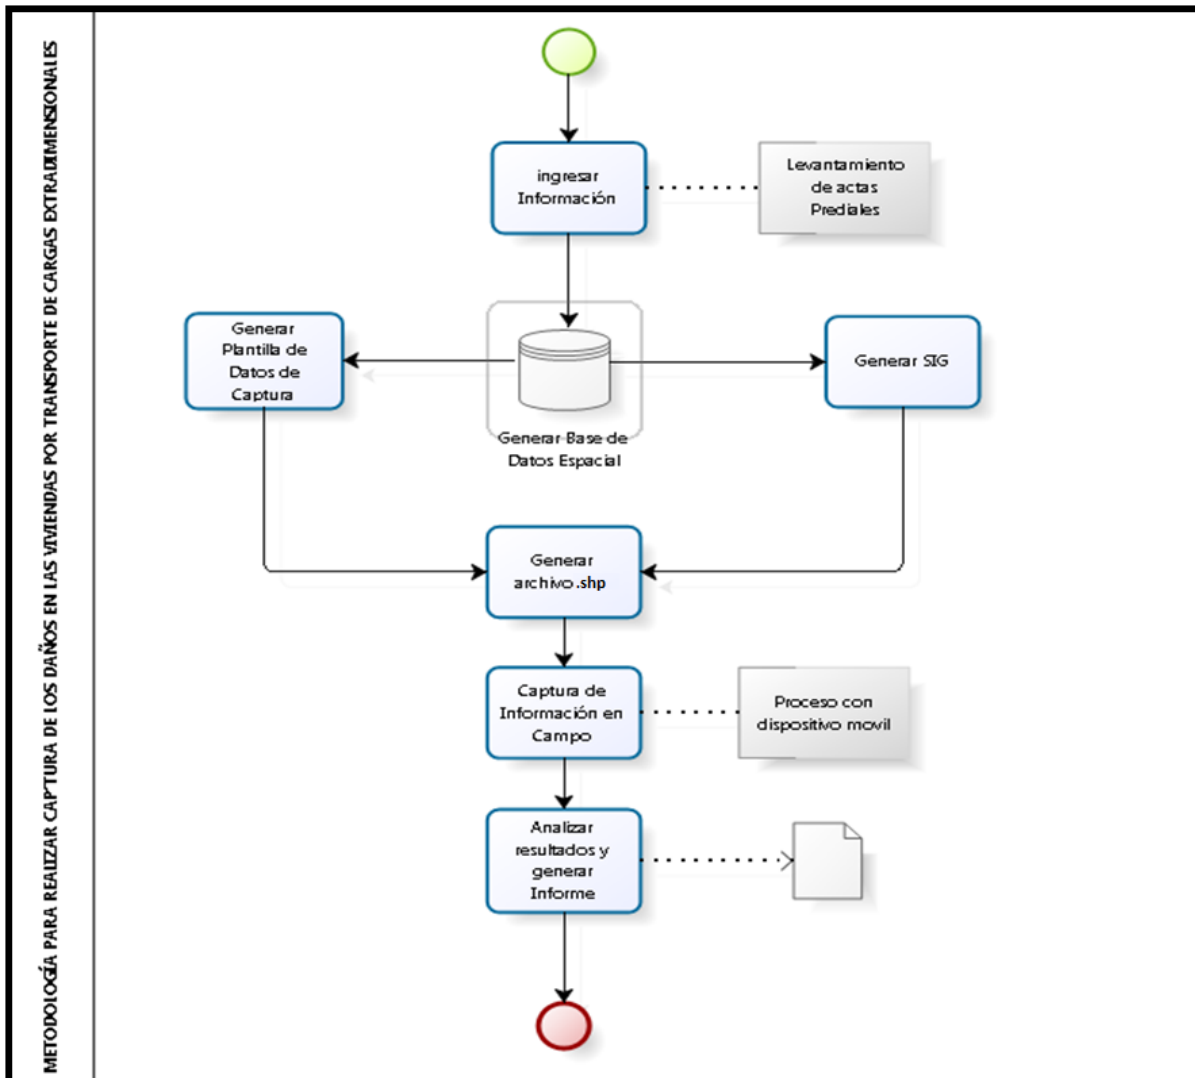 METODOLOGÍA PARA REALIZAR CAPTURA DE LOS DAÑOS EN LAS VIVIENDAS POR TRANSPORTE DE CARGAS EXTRADIMENSIONALES
ingresar
Información
Levantamiento
de actas
Prediales
Generar
Plantilla de
Datos de
Captura
Generar Base de
Datos Espacial
Generar SIG
Generar
archivo.shp
Captura de
Información en
Campo
Proceso con
dispositivo movil
Analizar
resultados y
generar
Informe